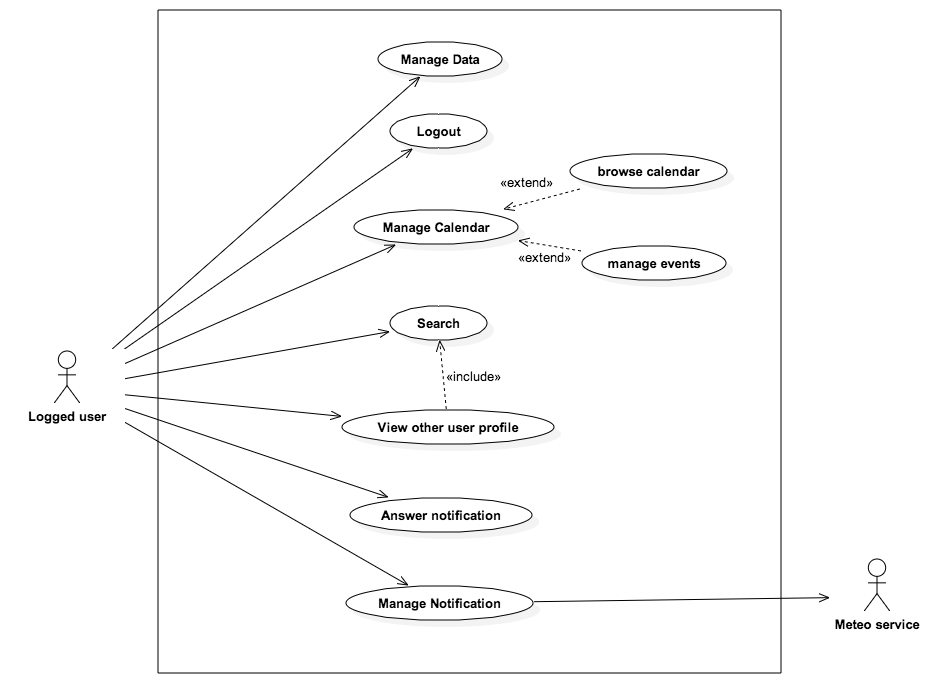 Manage Data
Logout
browse calendar
«extend»
Manage Calendar
«extend»
manage events
Search
«include»
Logged user
View other user profile
Answer notification
Manage Notification
Meteo service